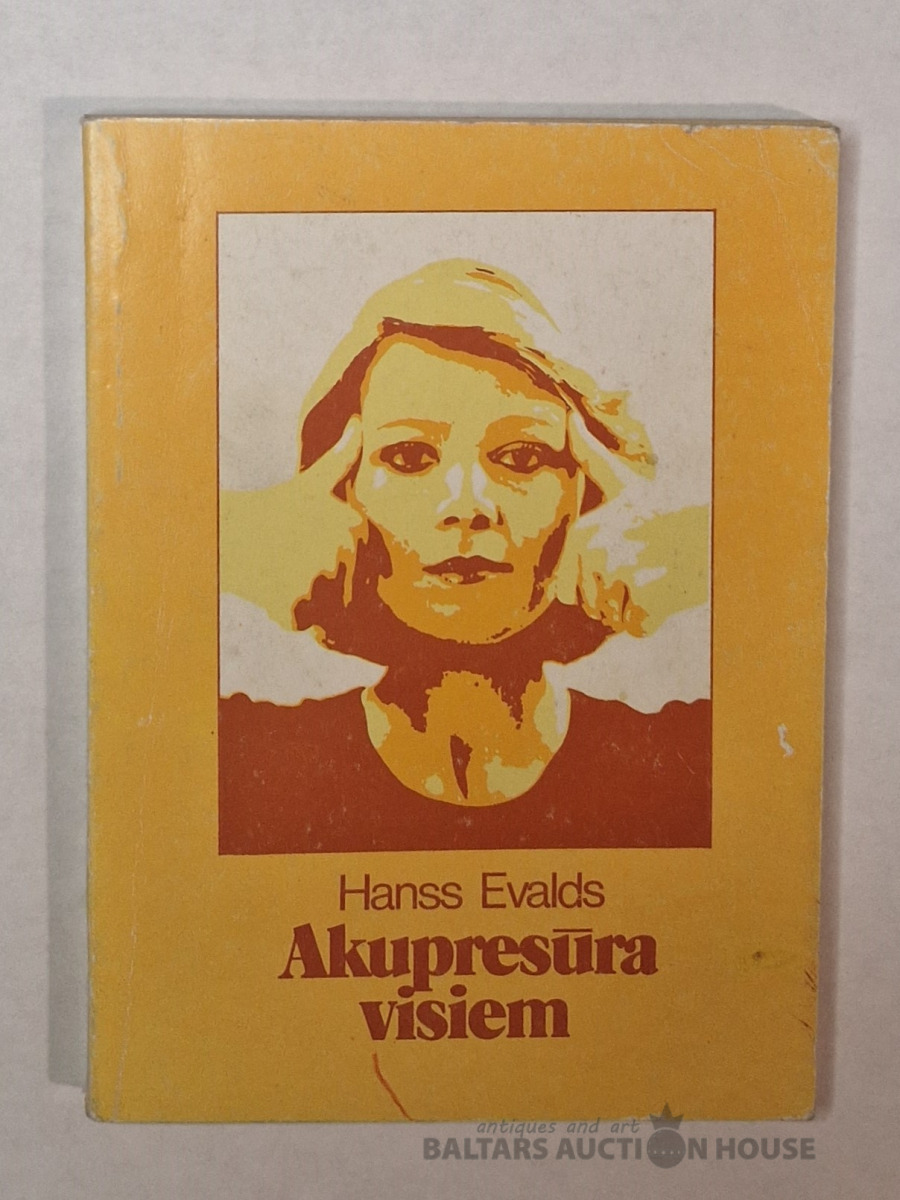 Hanss Evalds
Akupresūra
visiem
antiques and art
BALTARS AUCTION HOUSE